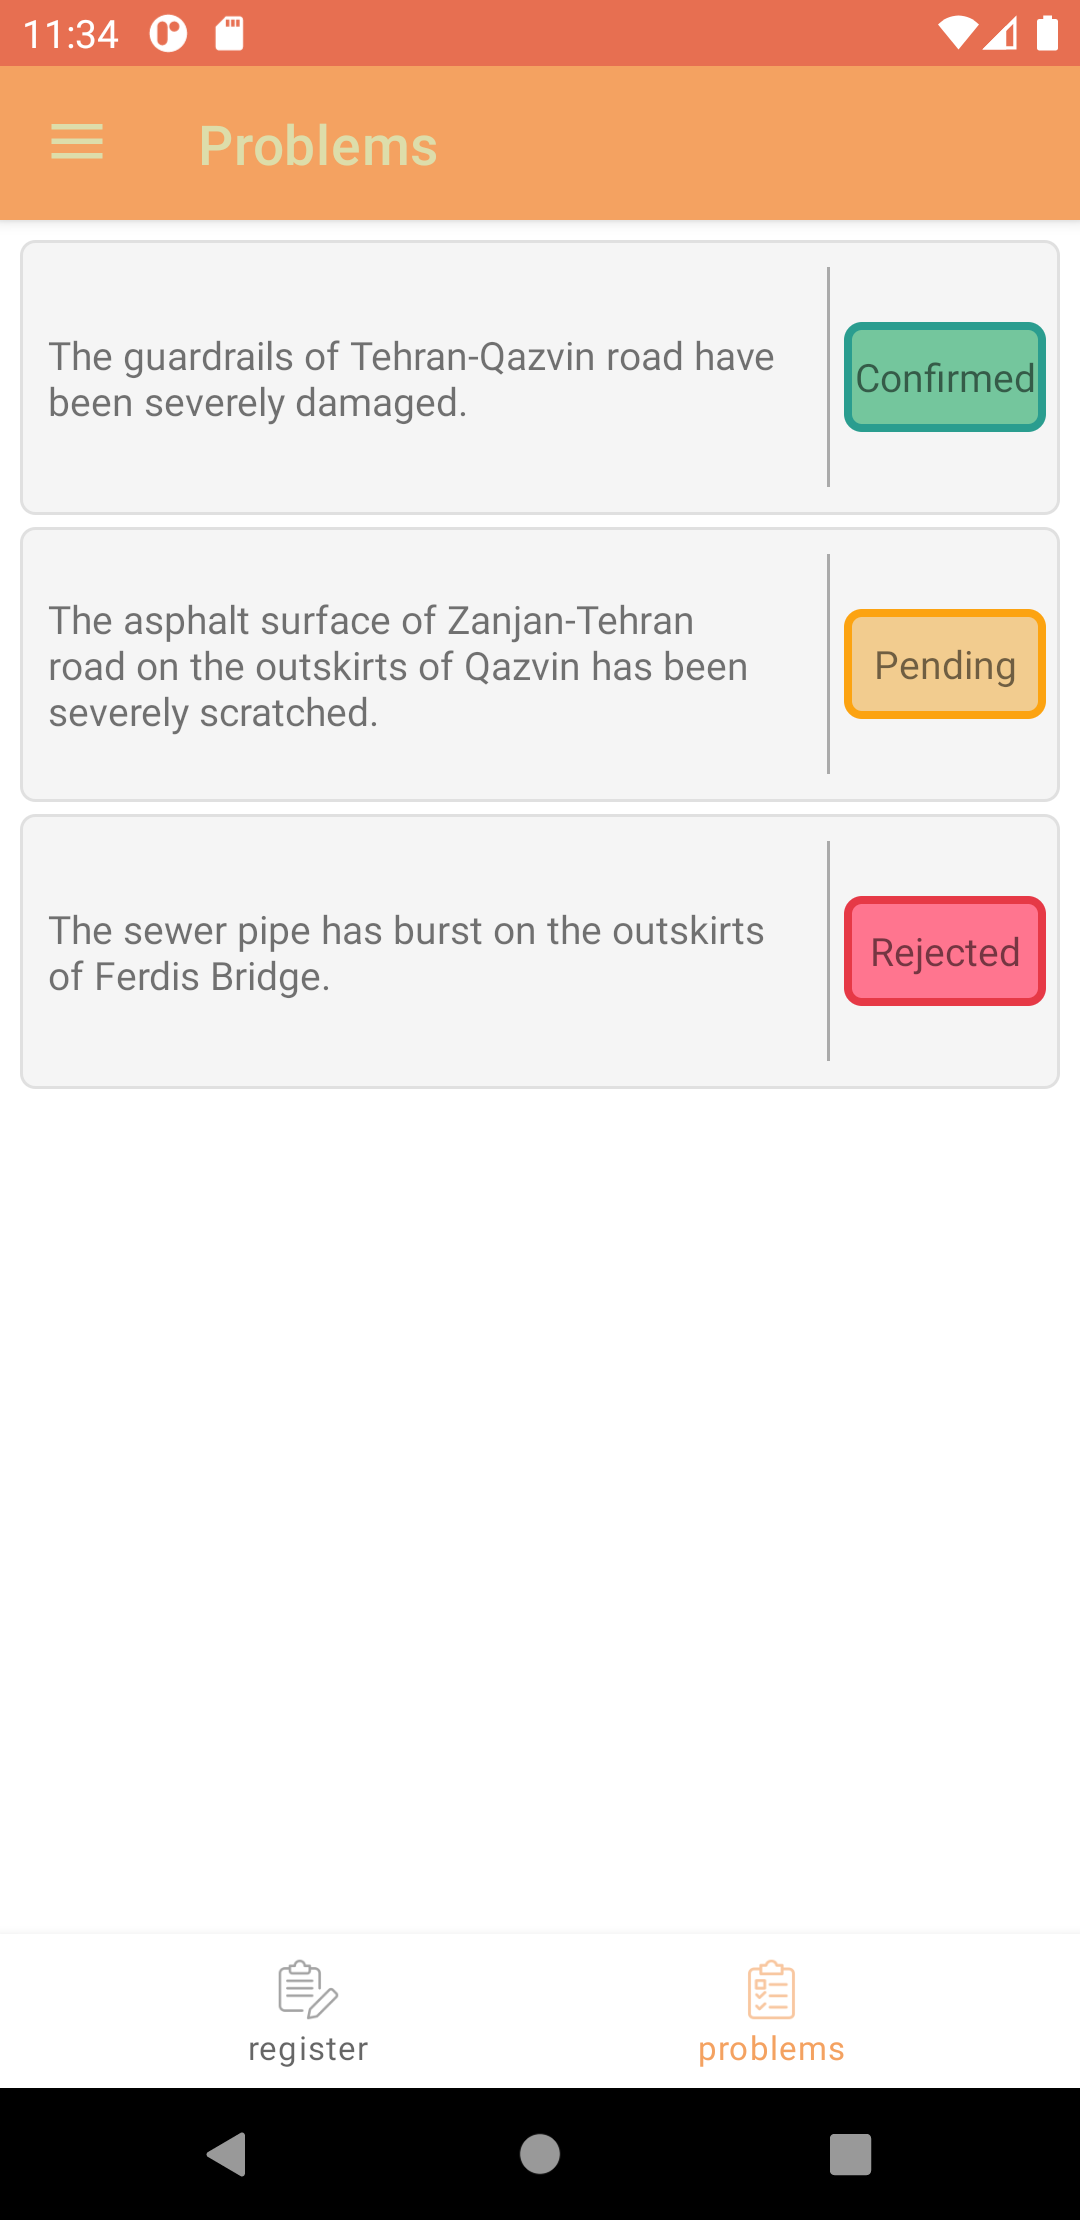 11:34
Problems
The guardrails of Tehran-Qazvin road have
been severely damaged.
Confirmed
The asphalt surface of Zanjan-Tehran
road on the outskirts of Qazvin has been
severely scratched.
Pending
The sewer pipe has burst on the outskirts
of Ferdis Bridge.
Rejected
register
problems